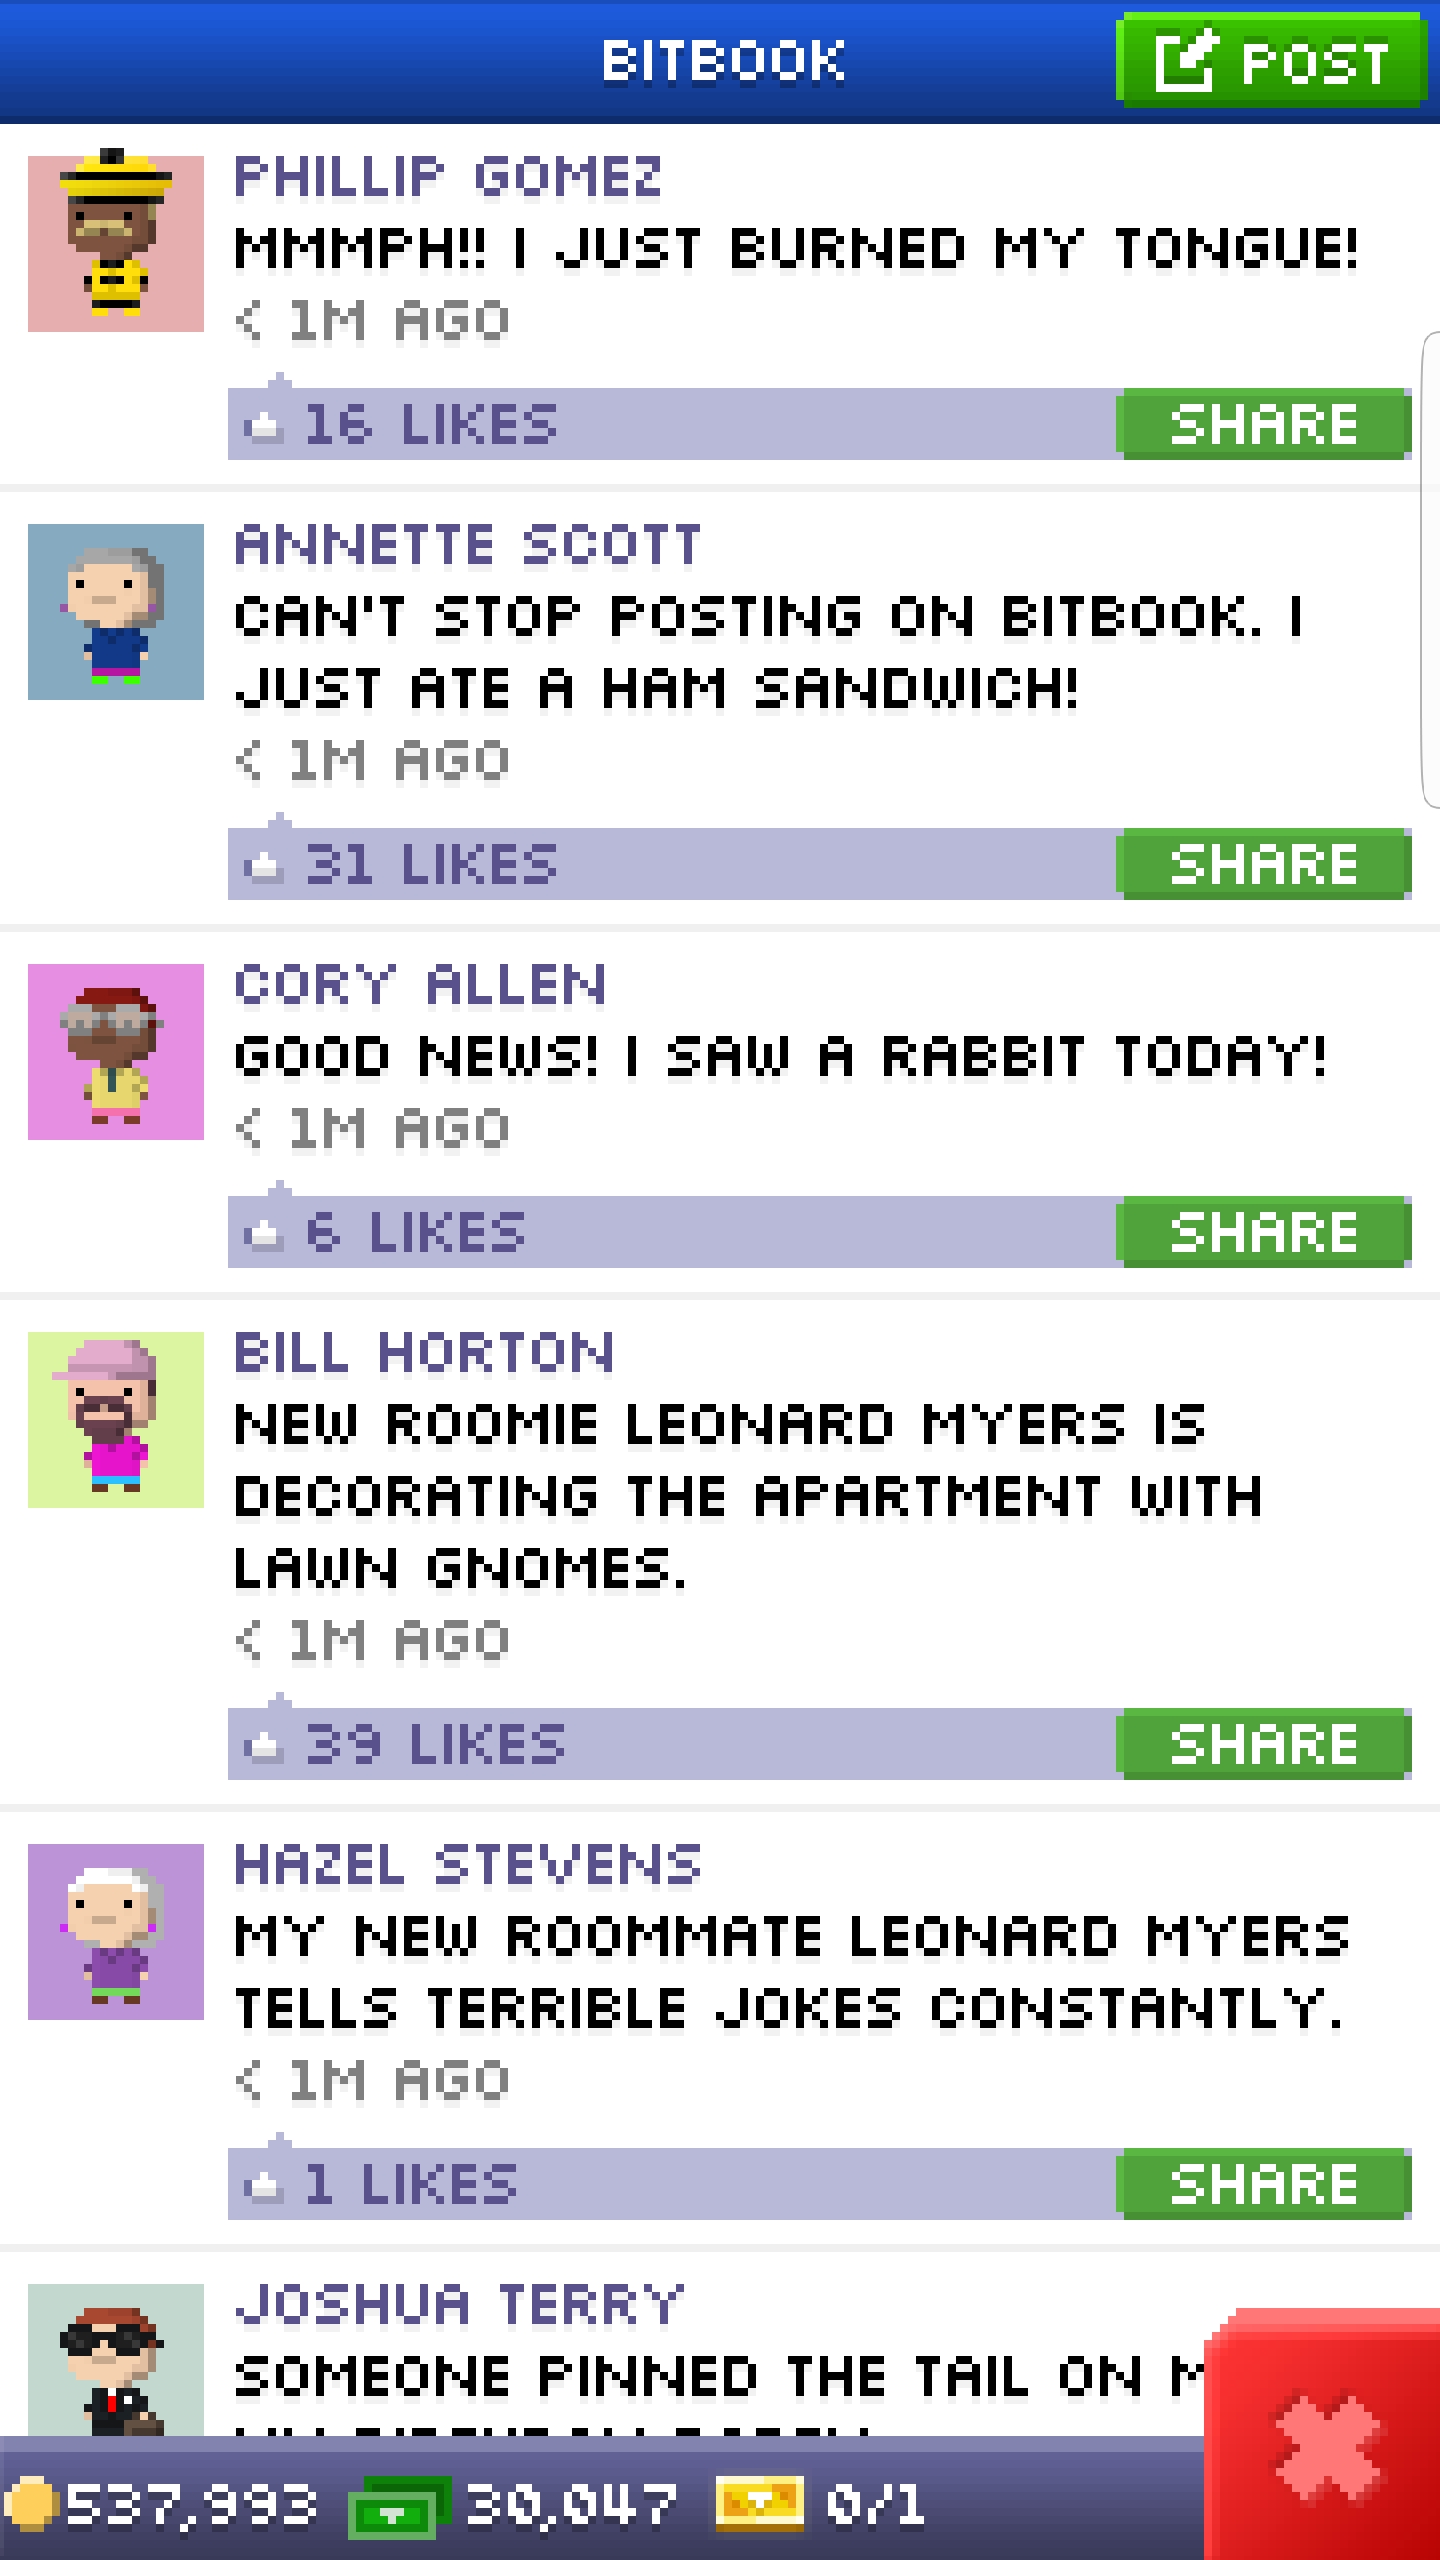 BITBOOK
POST
PHILLIP GOMEZ
MMMPH!! I JUST BURNED MY TONGUE!
< 1M AGO
16 LIKES
SHARE
ANNETTE SCOTT
CAN'T STOP POSTING ON BITBOOK. I
JUST ATE A HAM SANDWICH!
< 1M AGO
31 LIKES
SHARE
CORY ALLEN
GOOD NEWS! I SAW A RABBIT TODAY!
< 1M AGO
6 LIKES
SHARE
BILL HORTON
NEW ROOMIE LEONARD MYERS IS
DECORATING THE APARTMENT WITH
LAWN GNOMES.
< 1M AGO
39 LIKES
SHARE
HAZEL STEVENS
MY NEW ROOMMATE LEONARD MYERS
TELLS TERRIBLE JOKES CONSTANTLY.
< 1M AGO
1 LIKES
SHARE
JOSHUA TERRY
SOMEONE PINNED THE TAIL ON
537,993
30,047
0/1